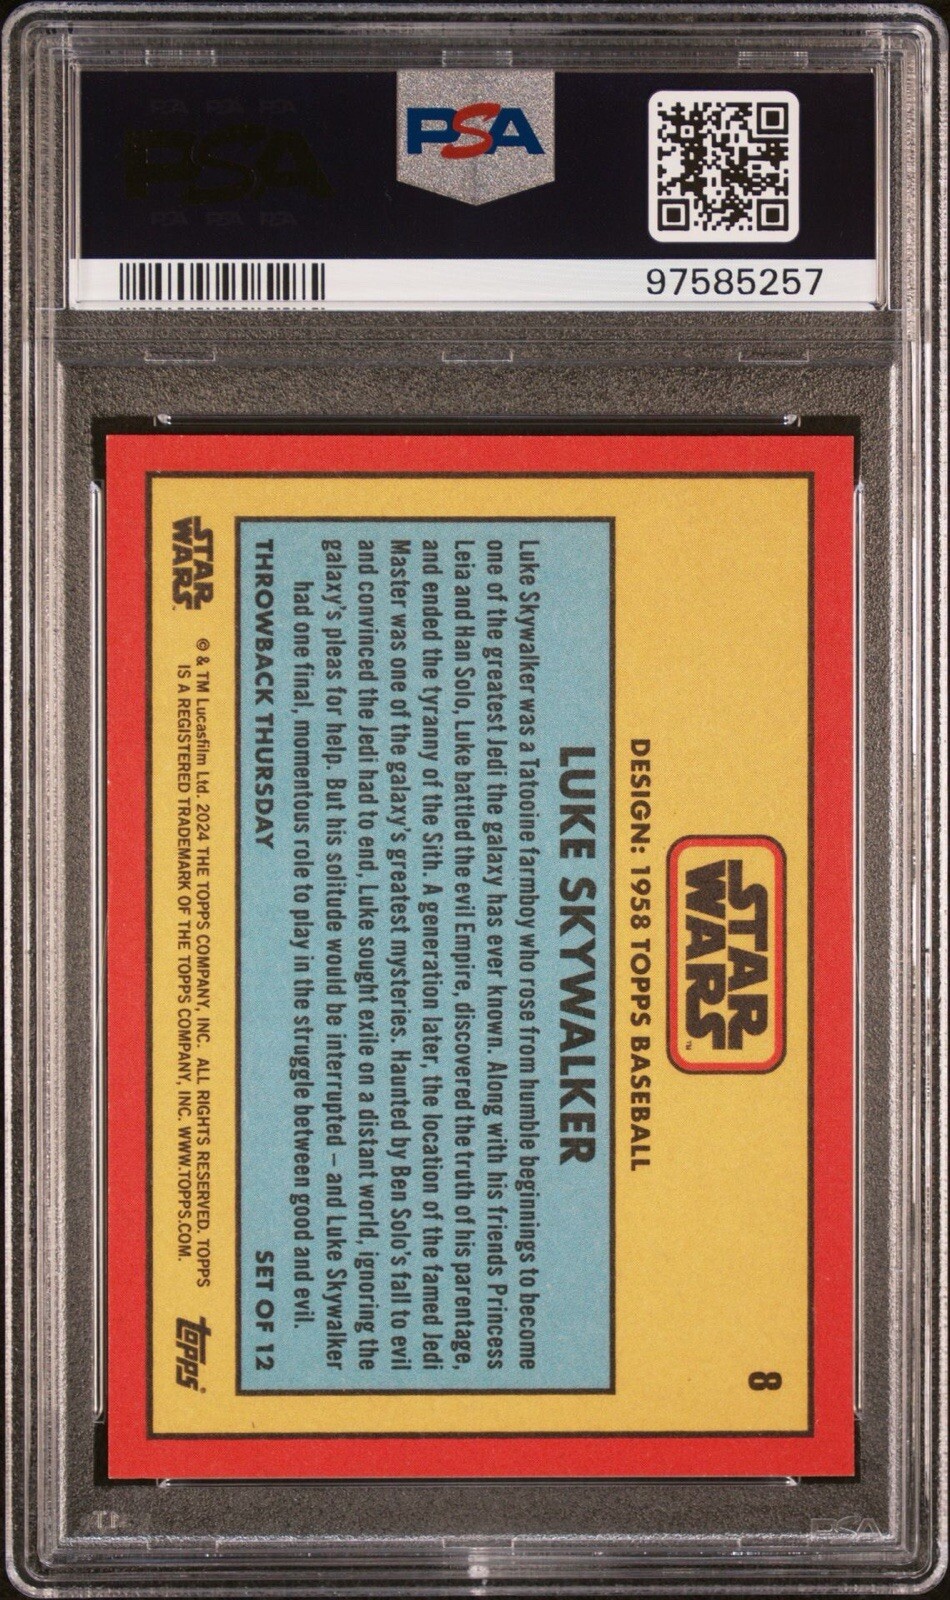 PSA
97585257
8
STAR WARS™
DESIGN: 1958 TOPPS BASEBALL
LUKE SKYWALKER
Luke Skywalker was a Tatooine farmboy who rose from humble beginnings to become
one of the greatest Jedi the galaxy has ever known. Along with his friends Princess
Leia and Han Solo, Luke battled the evil Empire, discovered the truth of his parentage,
and ended the tyranny of the Sith. A generation later, the location of the famed Jedi
Master was one of the galaxy's greatest mysteries. Haunted by Ben Solo's fall to evil
and convinced the Jedi had to end, Luke sought exile on a distant world, ignoring the
galaxy's pleas for help. But his solitude would be interrupted – and Luke Skywalker
had one final, momentous role to play in the struggle between good and evil.
THROWBACK THURSDAY SET OF 12
STAR WARS
© & TM Lucasfilm Ltd. 2024 THE TOPPS COMPANY, INC. ALL RIGHTS RESERVED. TOPPS
IS A REGISTERED TRADEMARK OF THE TOPPS COMPANY, INC. WWW.TOPPS.COM.
topps®
PSA